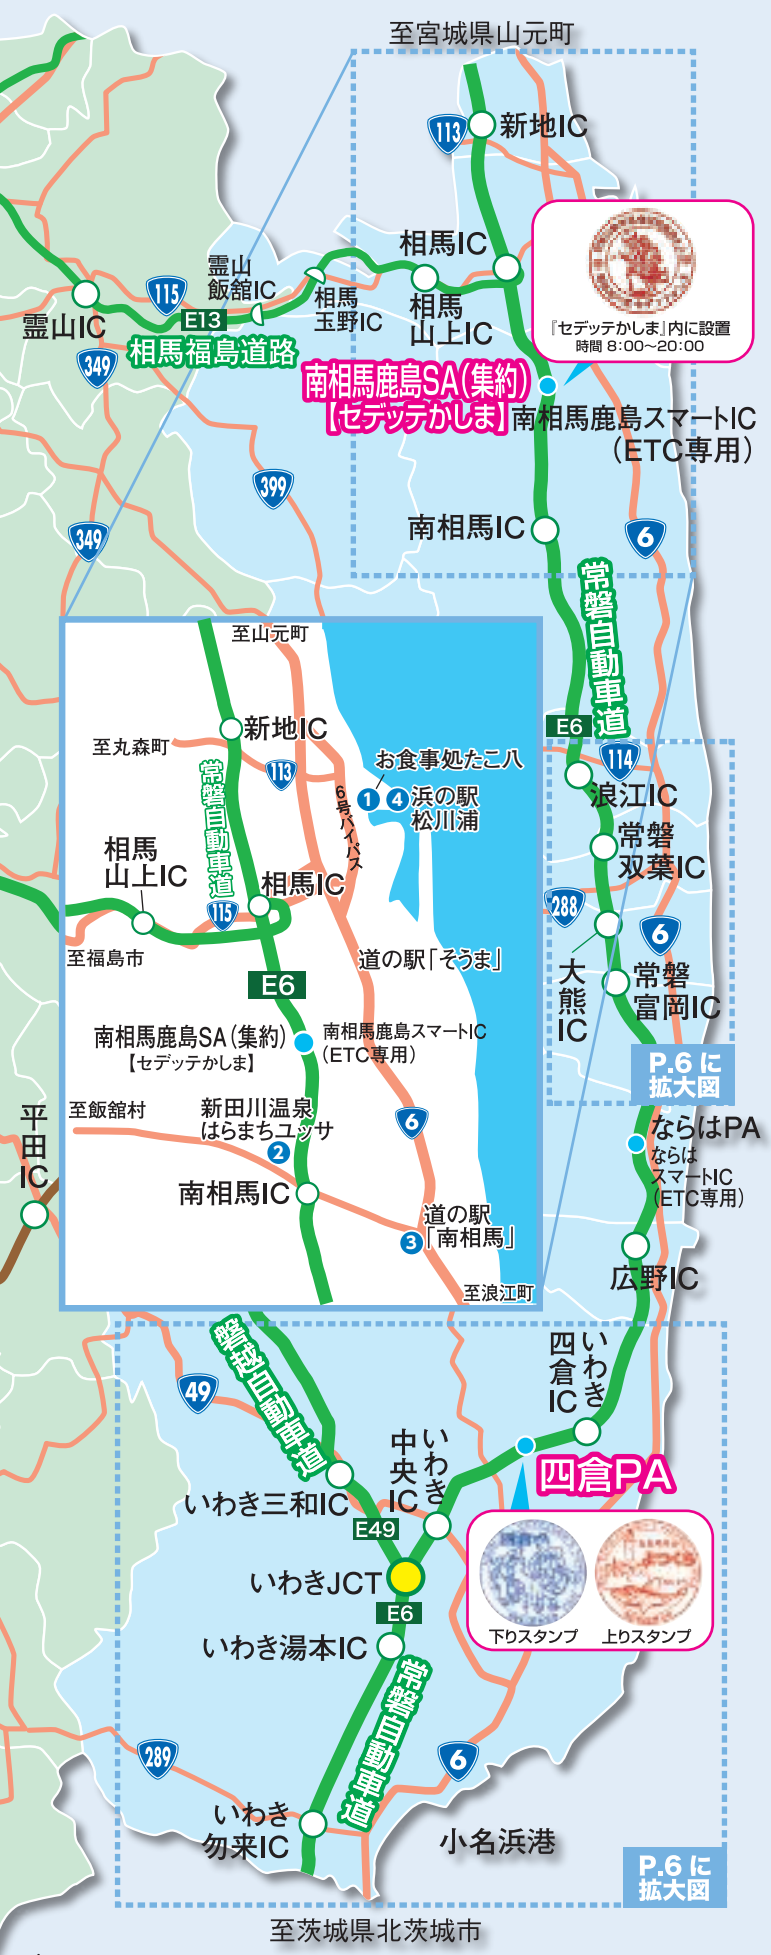 至宮城県山元町
113
新地IC
相馬IC
霊山
飯舘IC
115
相馬
玉野IC
相馬
山上IC
霊山IC
E13
相馬福島道路
349
『セデッテかしま』内に設置
時間 8:00〜20:00
南相馬鹿島SA(集約)
【セデッテかしま】
南相馬鹿島スマートIC
(ETC専用)
399
349
南相馬IC
6
常磐自動車道
E6
至山元町
新地IC
至丸森町
113
常磐自動車道
6号バイパス
お食事処たこ八
1
4
浜の駅
松川浦
相馬
山上IC
相馬IC
115
至福島市
道の駅「そうま」
E6
南相馬鹿島SA(集約)
【セデッテかしま】
南相馬鹿島スマートIC
(ETC専用)
至飯舘村
新田川温泉
はらまちユッサ
2
6
南相馬IC
道の駅
「南相馬」
3
至浪江町
114
浪江IC
常磐
双葉IC
288
6
大熊IC
常磐
富岡IC
P.6に
拡大図
ならはPA
ならは
スマートIC
(ETC専用)
平田IC
広野IC
磐越自動車道
49
いわき
四倉IC
いわき
中央IC
四倉PA
いわき三和IC
E49
よつくら
下りスタンプ
上りスタンプ
いわきJCT
E6
いわき湯本IC
常磐自動車道
289
6
いわき
勿来IC
小名浜港
P.6に
拡大図
至茨城県北茨城市